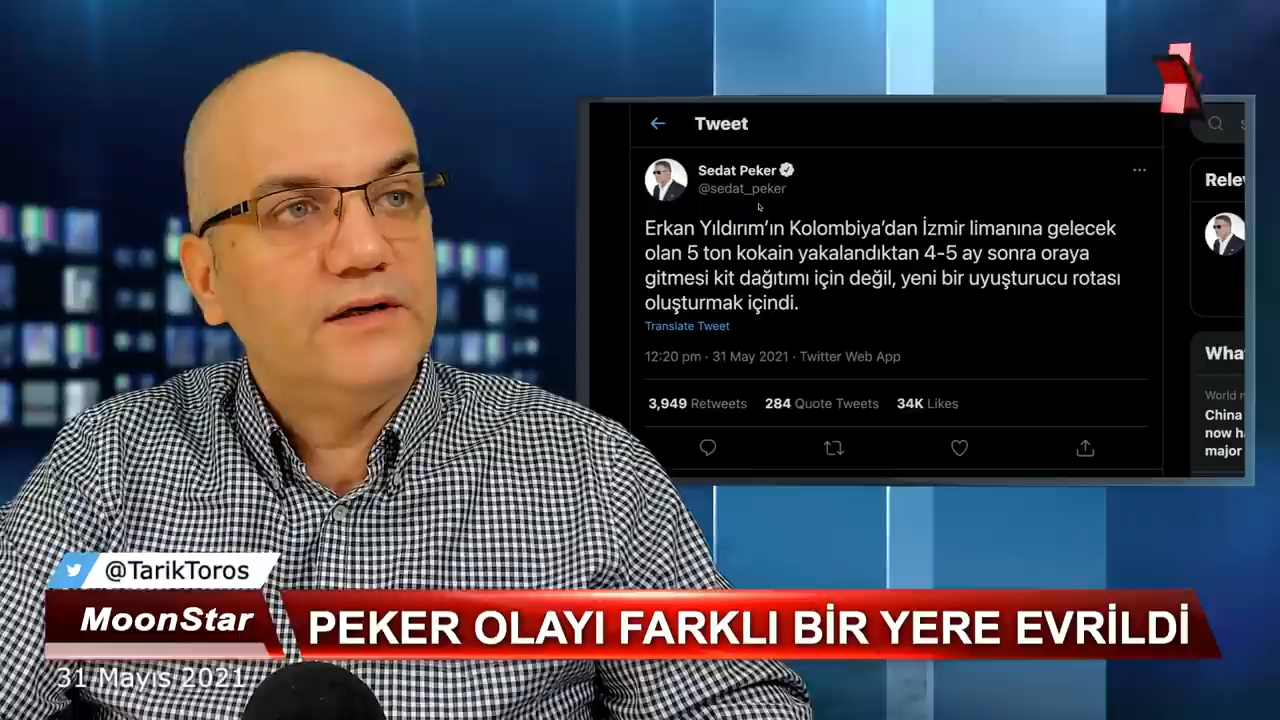 Tweet
Sedat Peker
@sedat_peker
Erkan Yıldırım'ın Kolombiya'dan İzmir limanına gelecek
olan 5 ton kokain yakalandıktan 4-5 ay sonra oraya
gitmesi kit dağıtımı için değil, yeni bir uyuşturucu rotası
oluşturmak içindi.
Translate Tweet
12:20 pm · 31 May 2021 · Twitter Web App
3,949 Retweets 284 Quote Tweets 34K Likes
World
China
now
major
@TarikToros
MoonStar
PEKER OLAYI FARKLI BİR YERE EVRİLDİ
31 Mayıs 2021